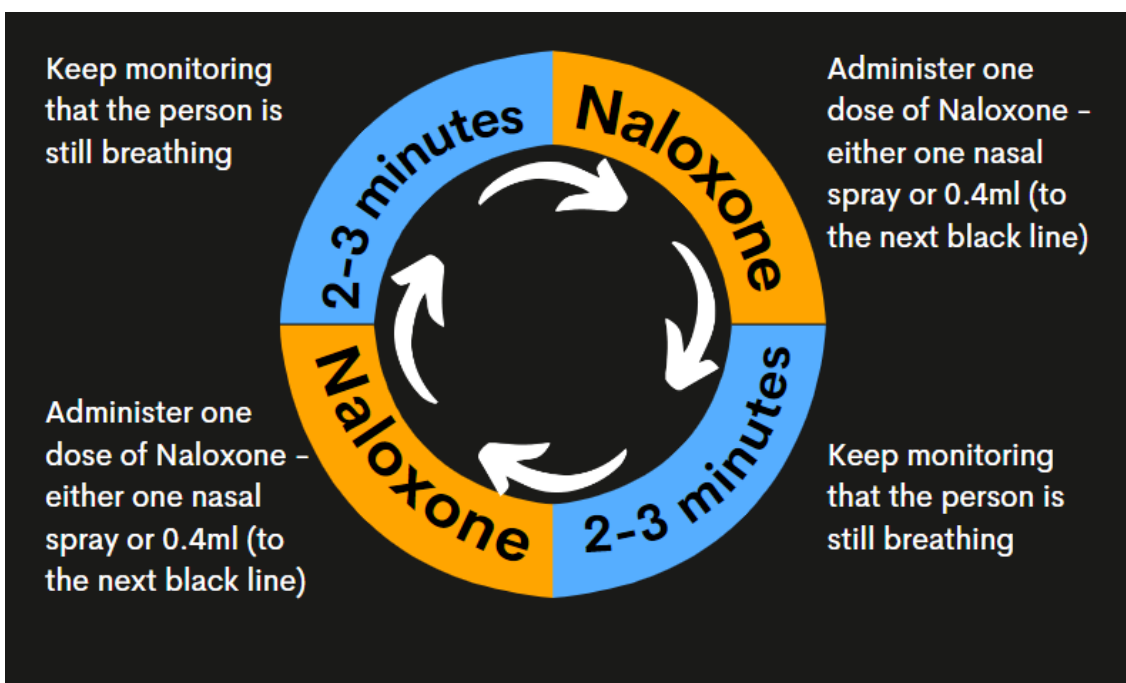 Keep monitoring
that the person is
still breathing
2-3 minutes
Naloxone
Administer one
dose of Naloxone -
either one nasal
spray or 0.4ml (to
the next black line)
Administer one
dose of Naloxone -
either one nasal
spray or 0.4ml (to
the next black line)
Naloxone
2-3 minutes
Keep monitoring
that the person is
still breathing